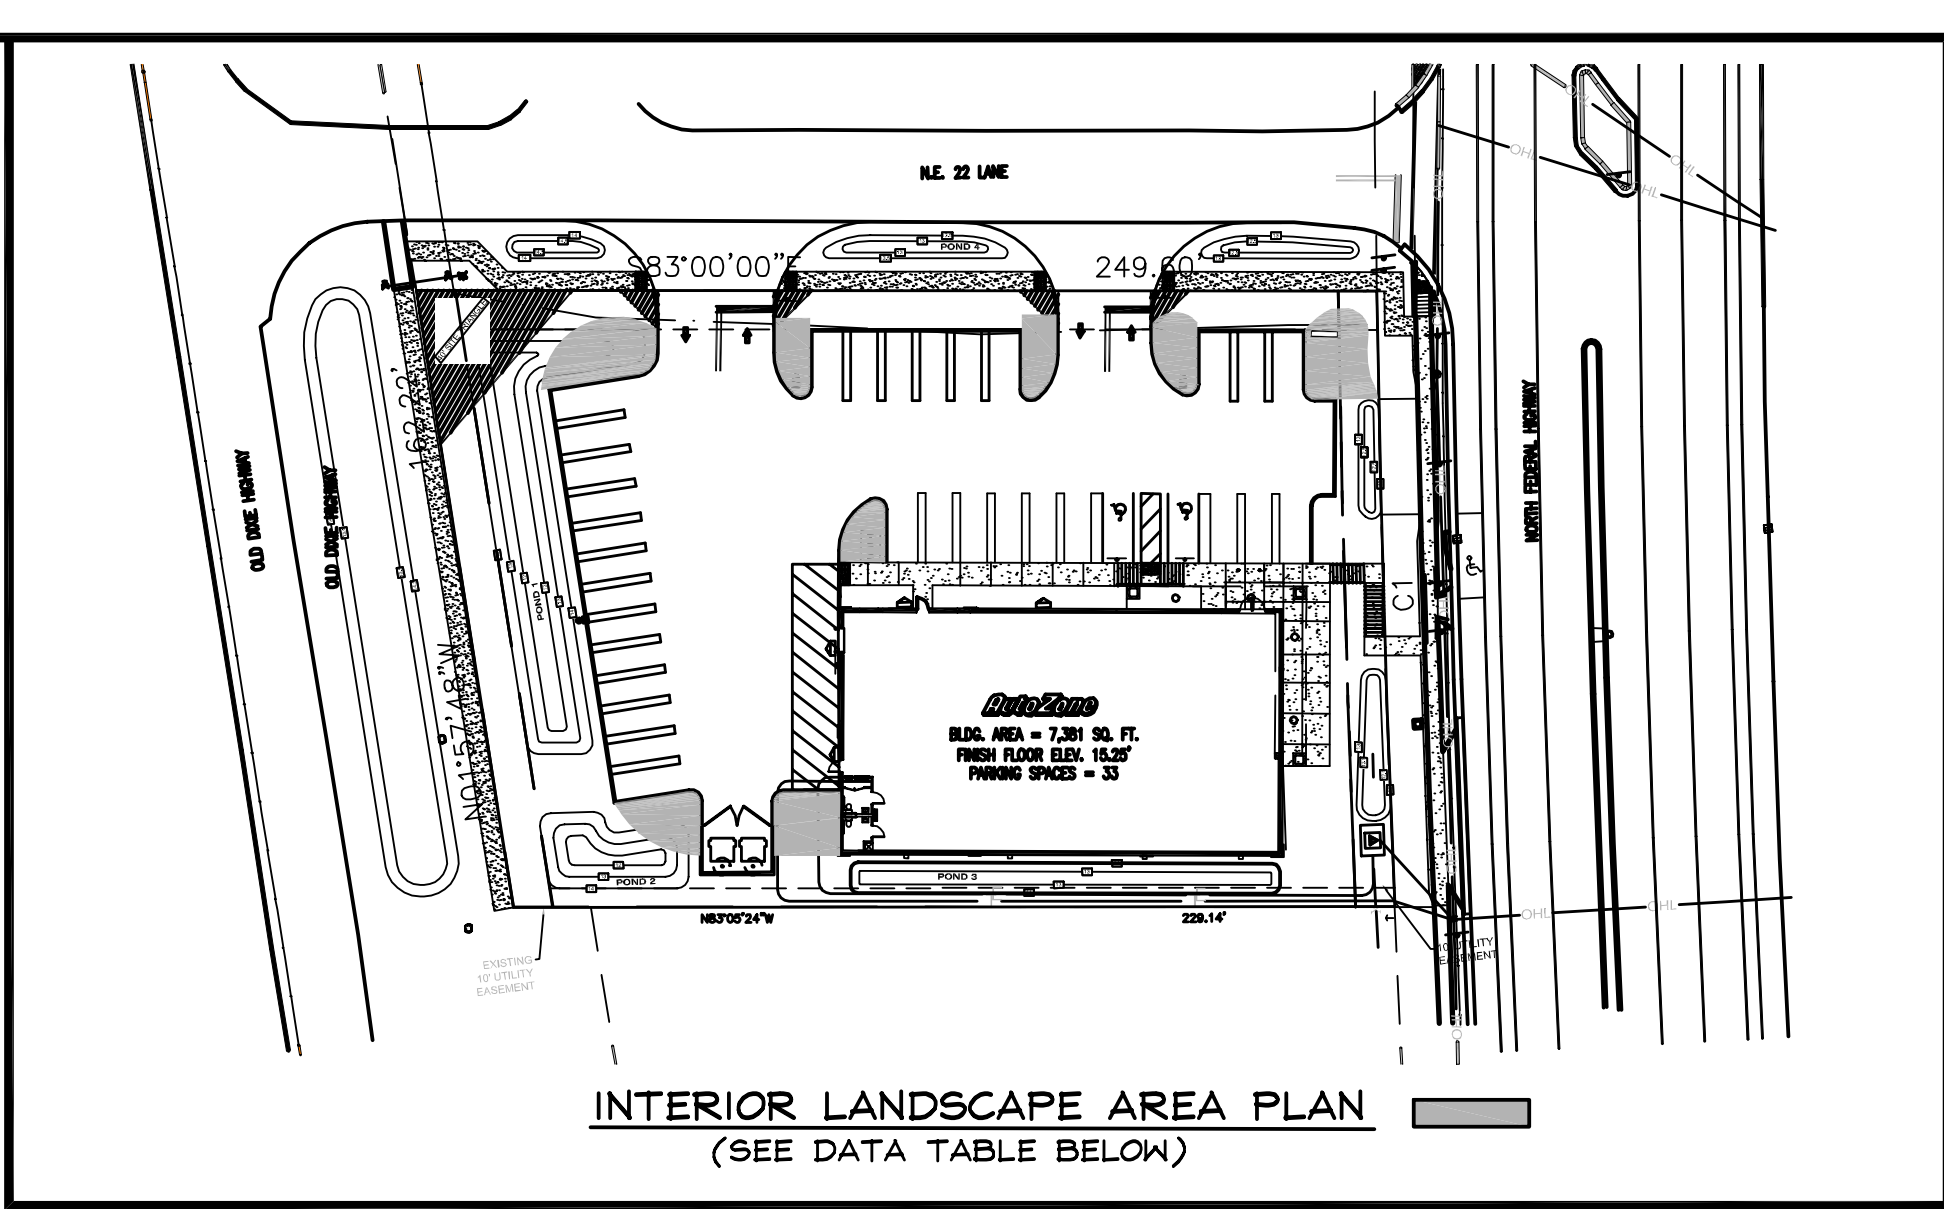 OHL
OHL
OHL
OHL
N.E. 22 LANE
POND 4
S83°00'00"E
249.60'
162.22'
OLD DIXIE HIGHWAY
OLD DIXIE HIGHWAY
NORTH FEDERAL HIGHWAY
POND 1
C1
N01°57'48"W
AutoZone
BLDG. AREA = 7,381 SQ. FT.
FINISH FLOOR ELEV. 15.25'
PARKING SPACES = 33
POND 2
POND 3
E
E
N83°05'24"W
229.14'
OHL
OHL
EXISTING
10' UTILITY
EASEMENT
10' UTILITY
EASEMENT
INTERIOR LANDSCAPE AREA PLAN
(SEE DATA TABLE BELOW)